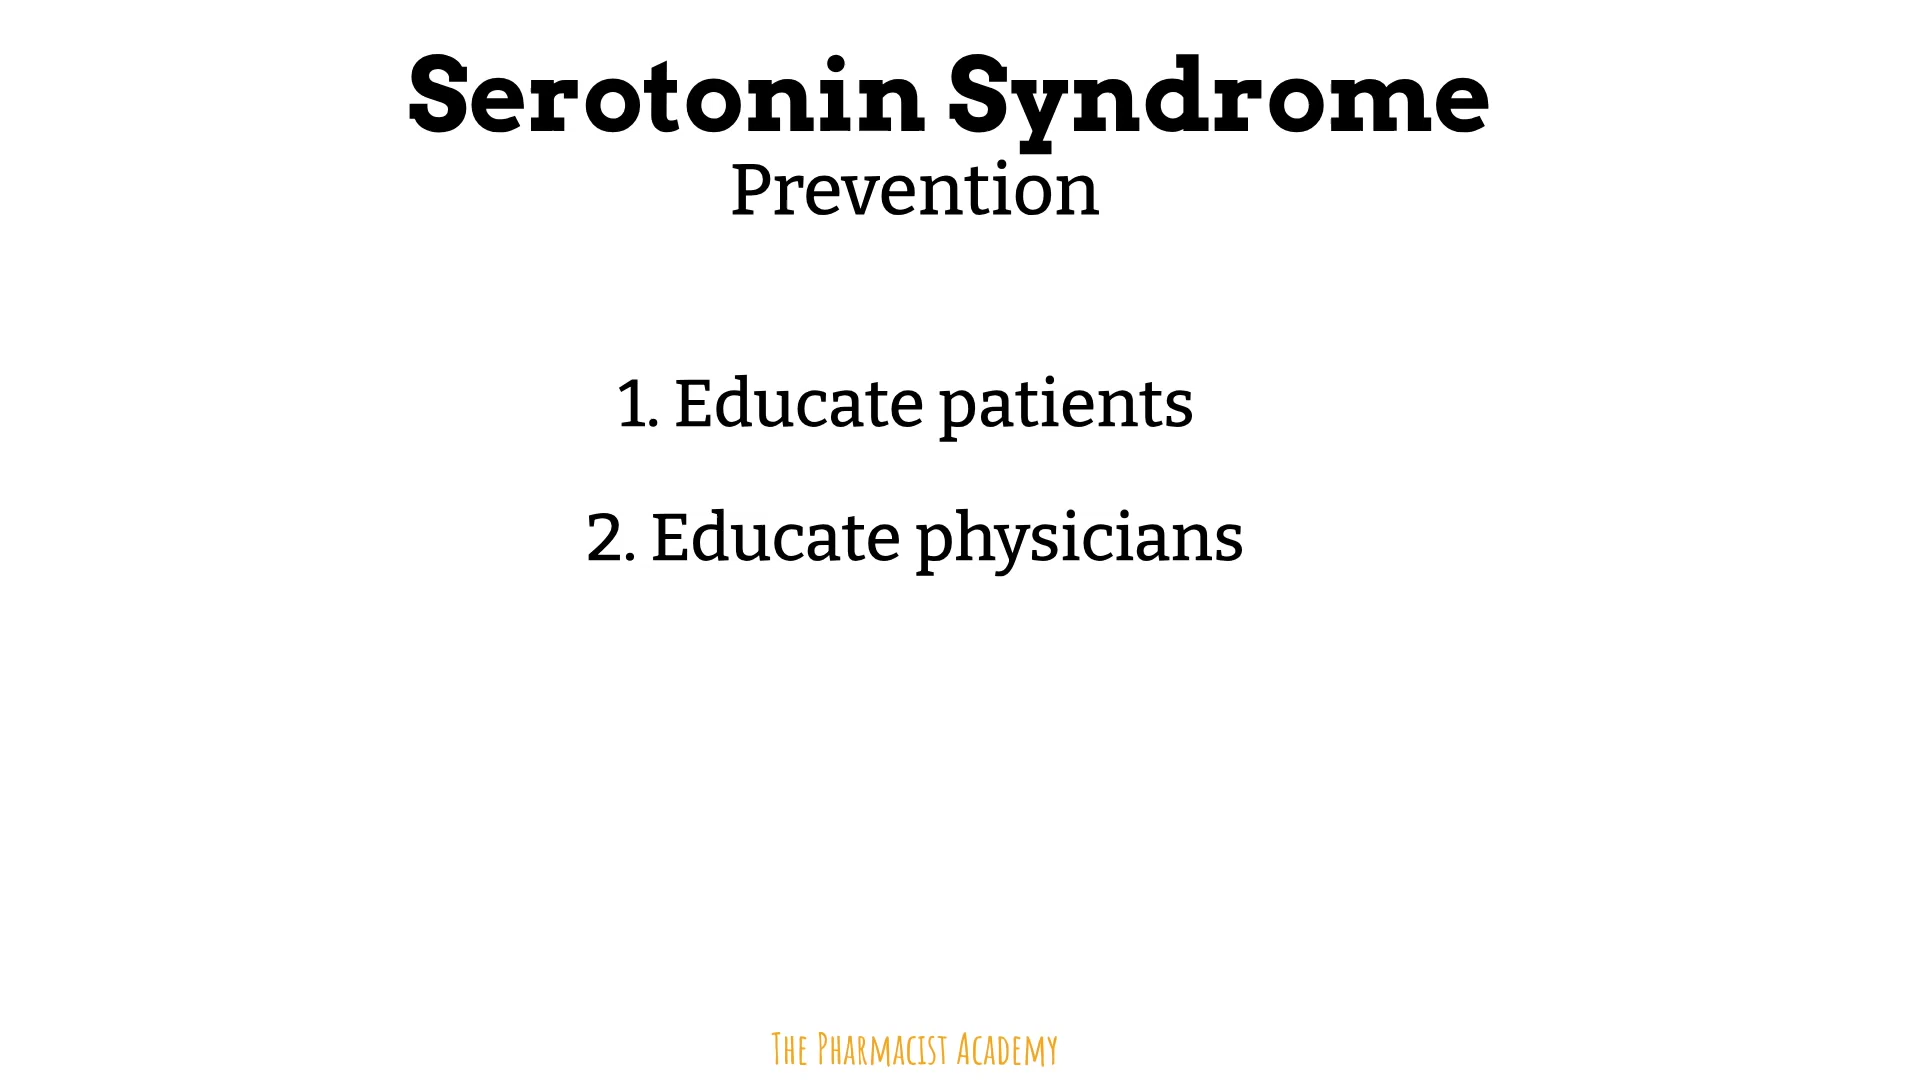 Serotonin Syndrome
Prevention
1. Educate patients
2. Educate physicians
The Pharmacist Academy